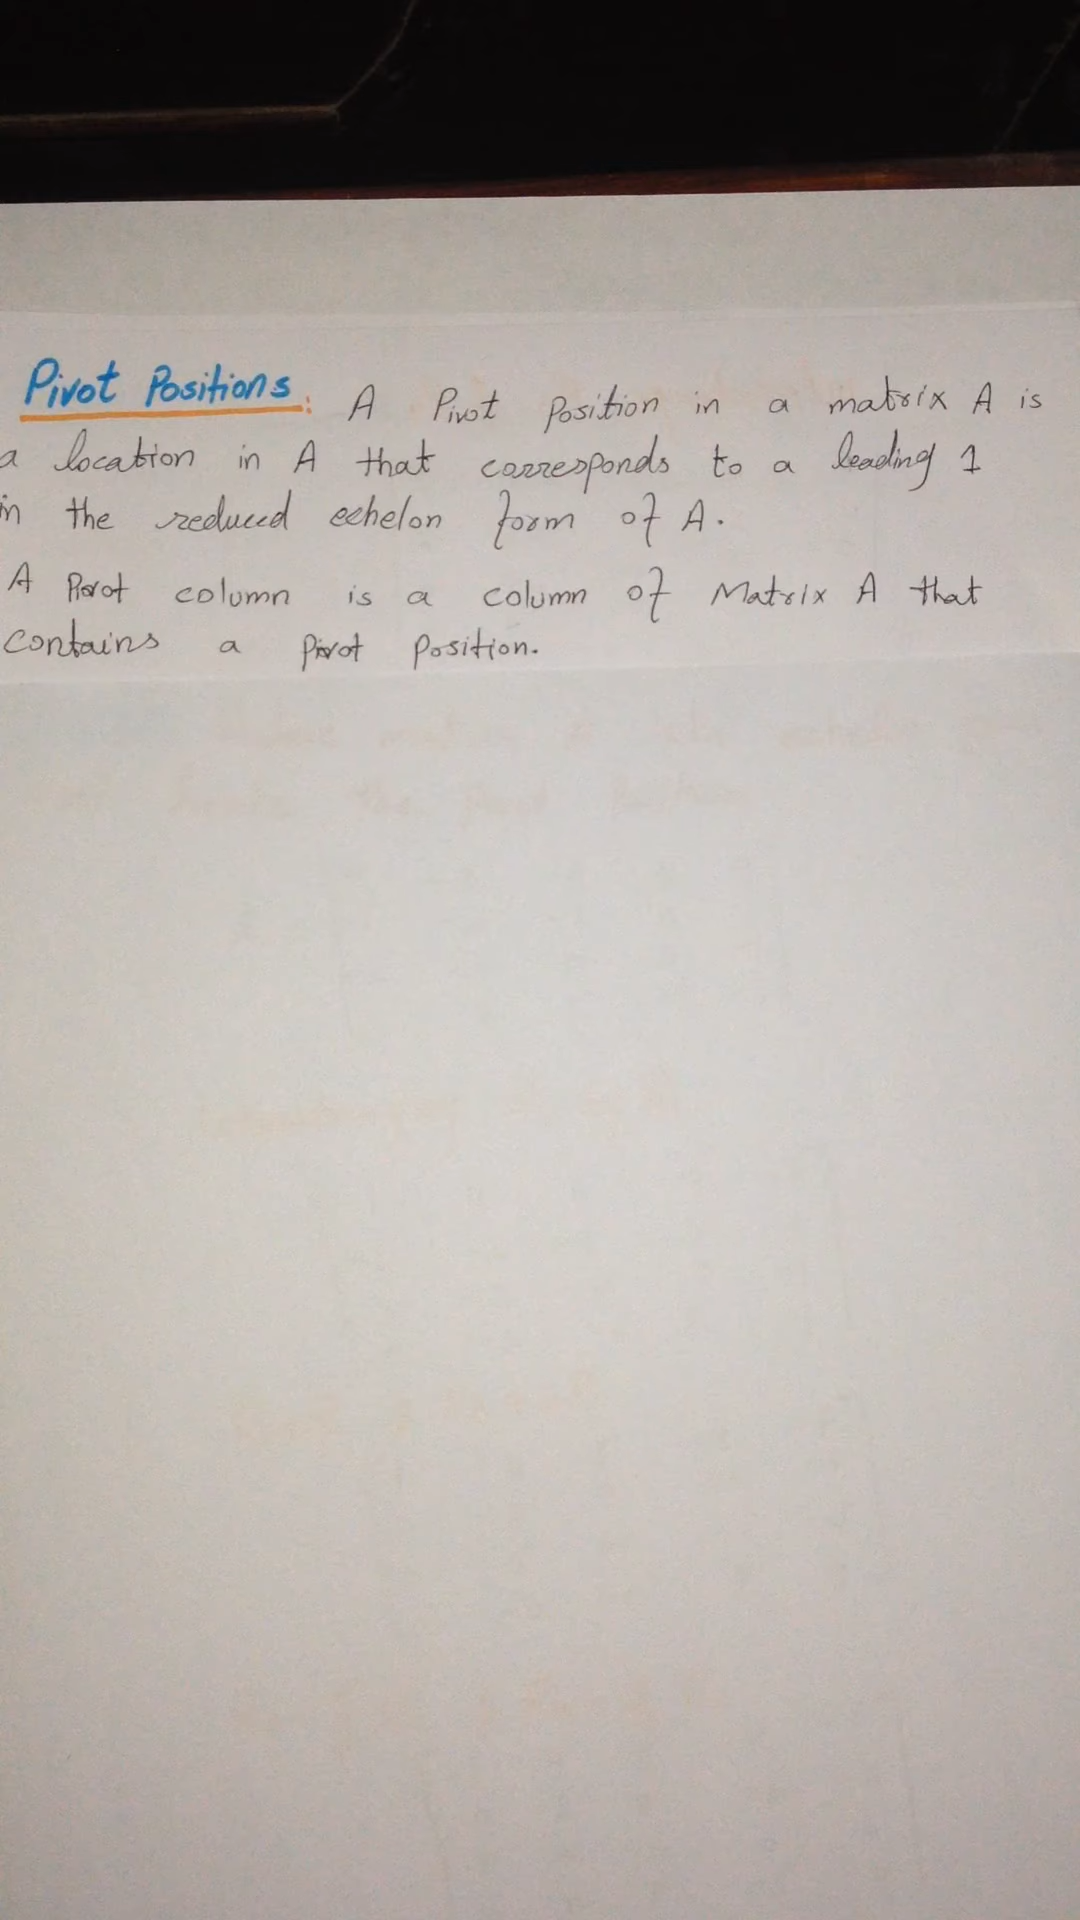 Pivot Positions: A Pivot Position in a matrix A is
a location in A that corresponds to a leading 1
in the reduced echelon form of A.
A Pivot column is a column of Matrix A that
contains a pivot position.